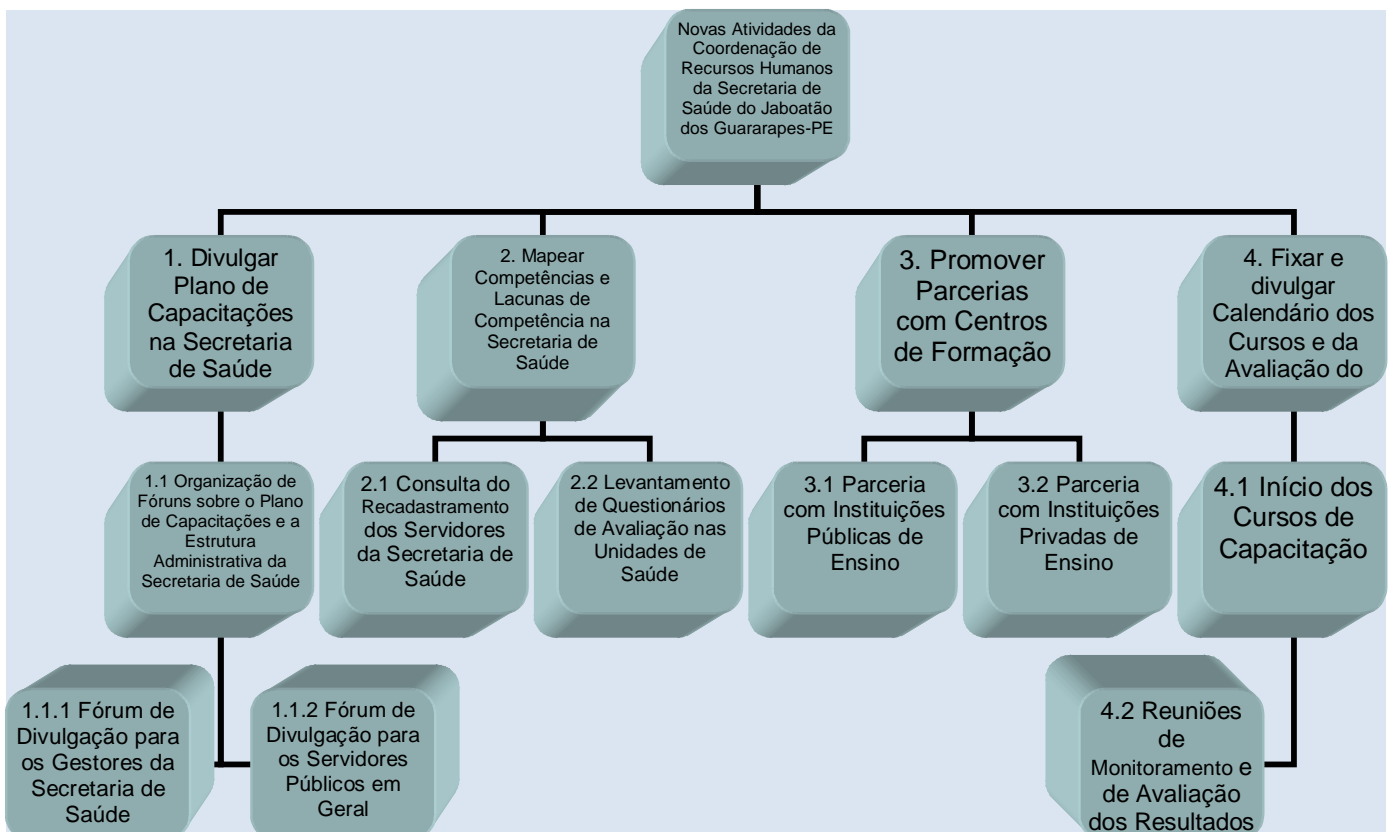 Novas Atividades da
Coordenação de
Recursos Humanos
da Secretaria de
Saúde do Jaboatão
dos Guararapes-PE
1. Divulgar
Plano de
Capacitações
na Secretaria
de Saúde
2. Mapear
Competências e
Lacunas de
Competência na
Secretaria de
Saúde
3. Promover
Parcerias
com Centros
de Formação
4. Fixar e
divulgar
Calendário dos
Cursos e da
Avaliação do
1.1 Organização de
Fóruns sobre o Plano
de Capacitações e a
Estrutura
Administrativa da
Secretaria de Saúde
2.1 Consulta do
Recadastramento
dos Servidores
da Secretaria de
Saúde
2.2 Levantamento
de Questionários
de Avaliação nas
Unidades de
Saúde
3.1 Parceria
com Instituições
Públicas de
Ensino
3.2 Parceria
com Instituições
Privadas de
Ensino
4.1 Início dos
Cursos de
Capacitação
1.1.1 Fórum de
Divulgação para
os Gestores da
Secretaria de
Saúde
1.1.2 Fórum de
Divulgação para
os Servidores
Públicos em
Geral
4.2 Reuniões
de
Monitoramento e
de Avaliação
dos Resultados